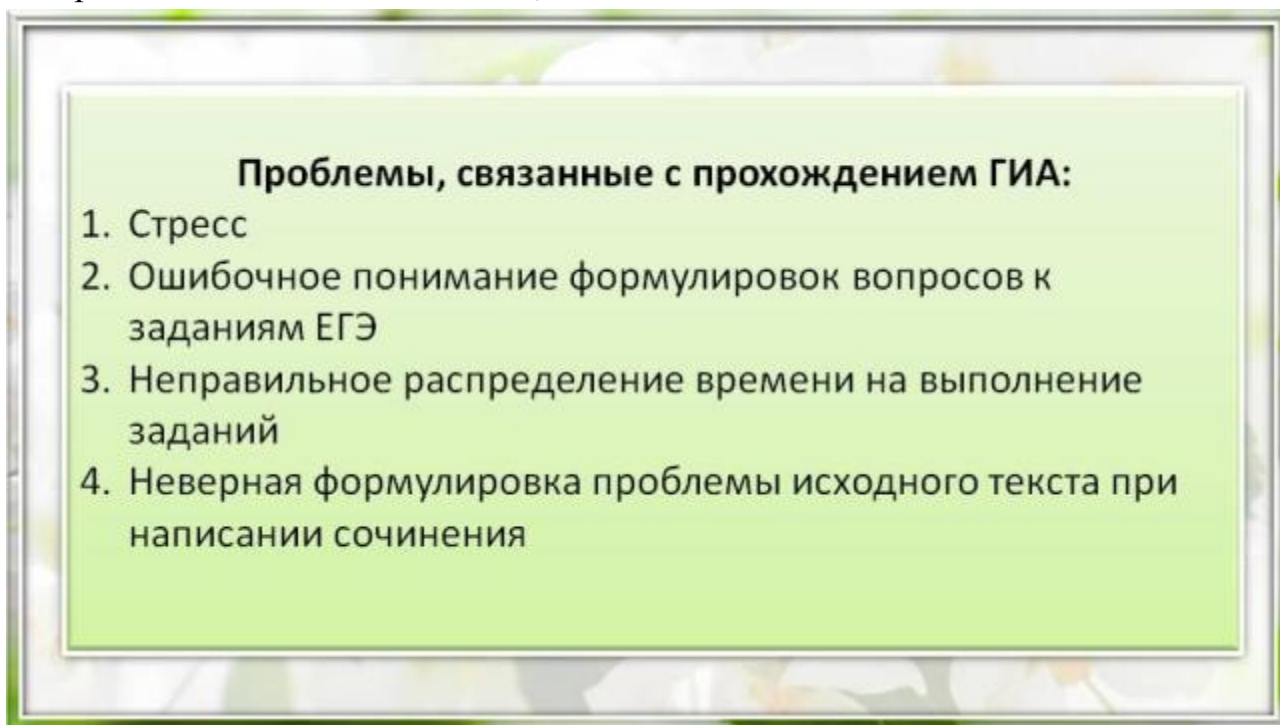 Проблемы, связанные с прохождением ГИА:
1. Стресс
2. Ошибочное понимание формулировок вопросов к
заданиям ЕГЭ
3. Неправильное распределение времени на выполнение
заданий
4. Неверная формулировка проблемы исходного текста при
написании сочинения